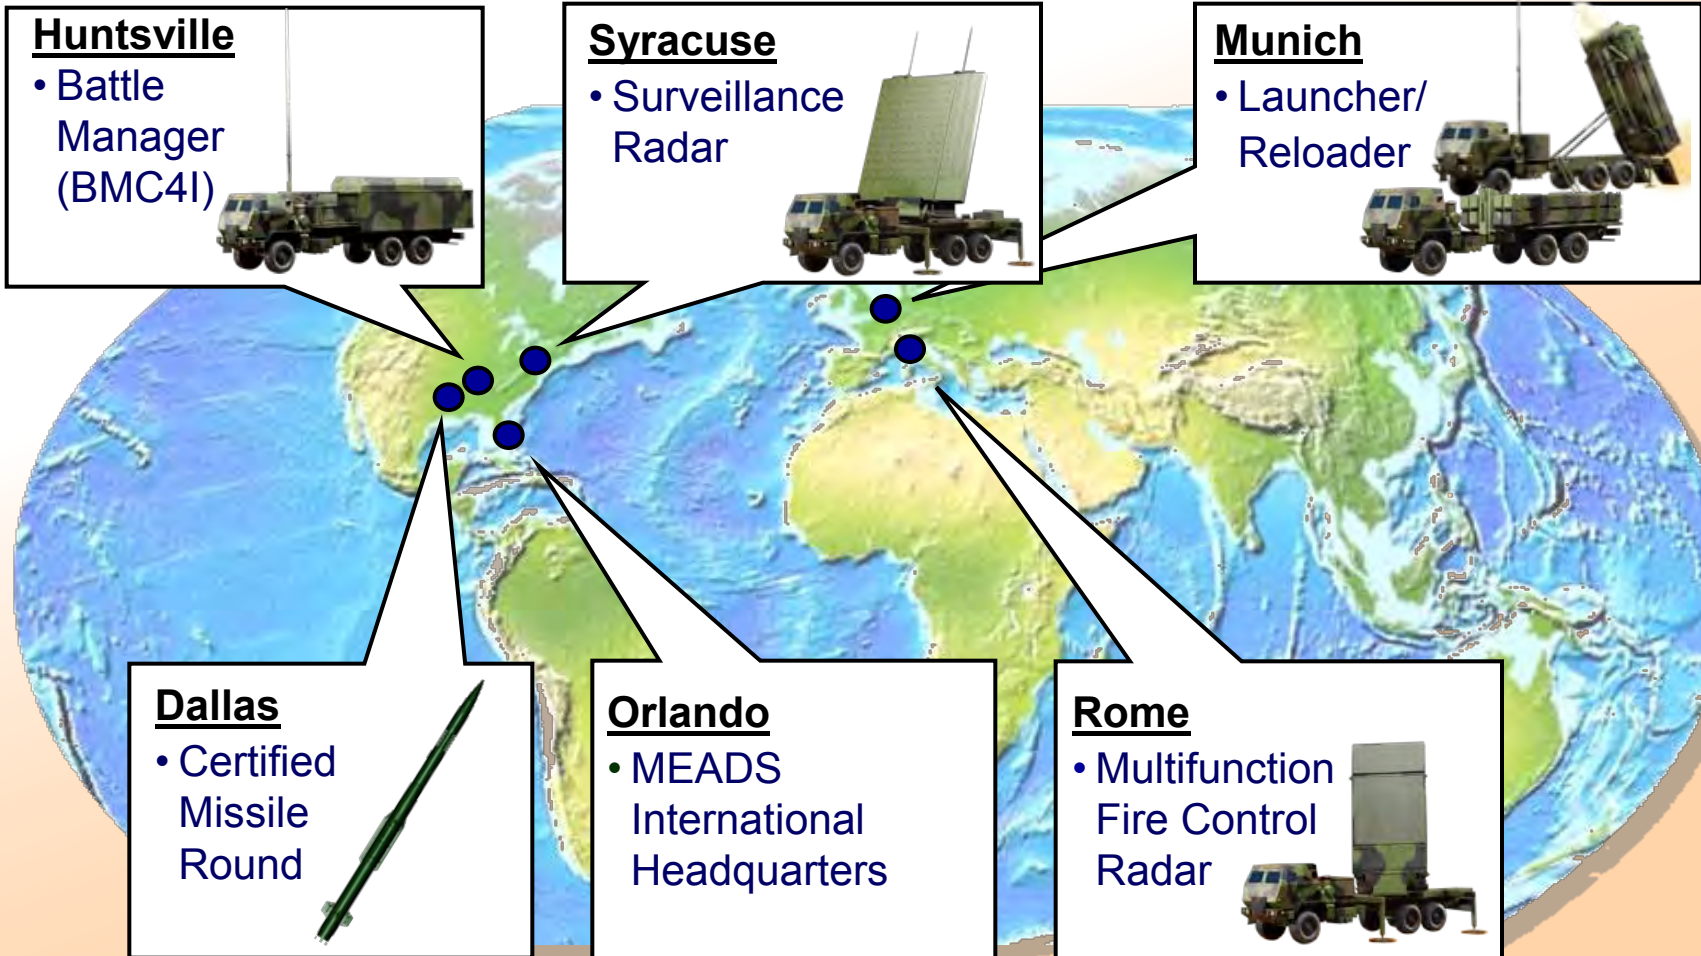 Huntsville
• Battle
Manager
(BMC4I)
Syracuse
• Surveillance
Radar
Munich
• Launcher/
Reloader
Dallas
• Certified
Missile
Round
Orlando
• MEADS
International
Headquarters
Rome
• Multifunction
Fire Control
Radar